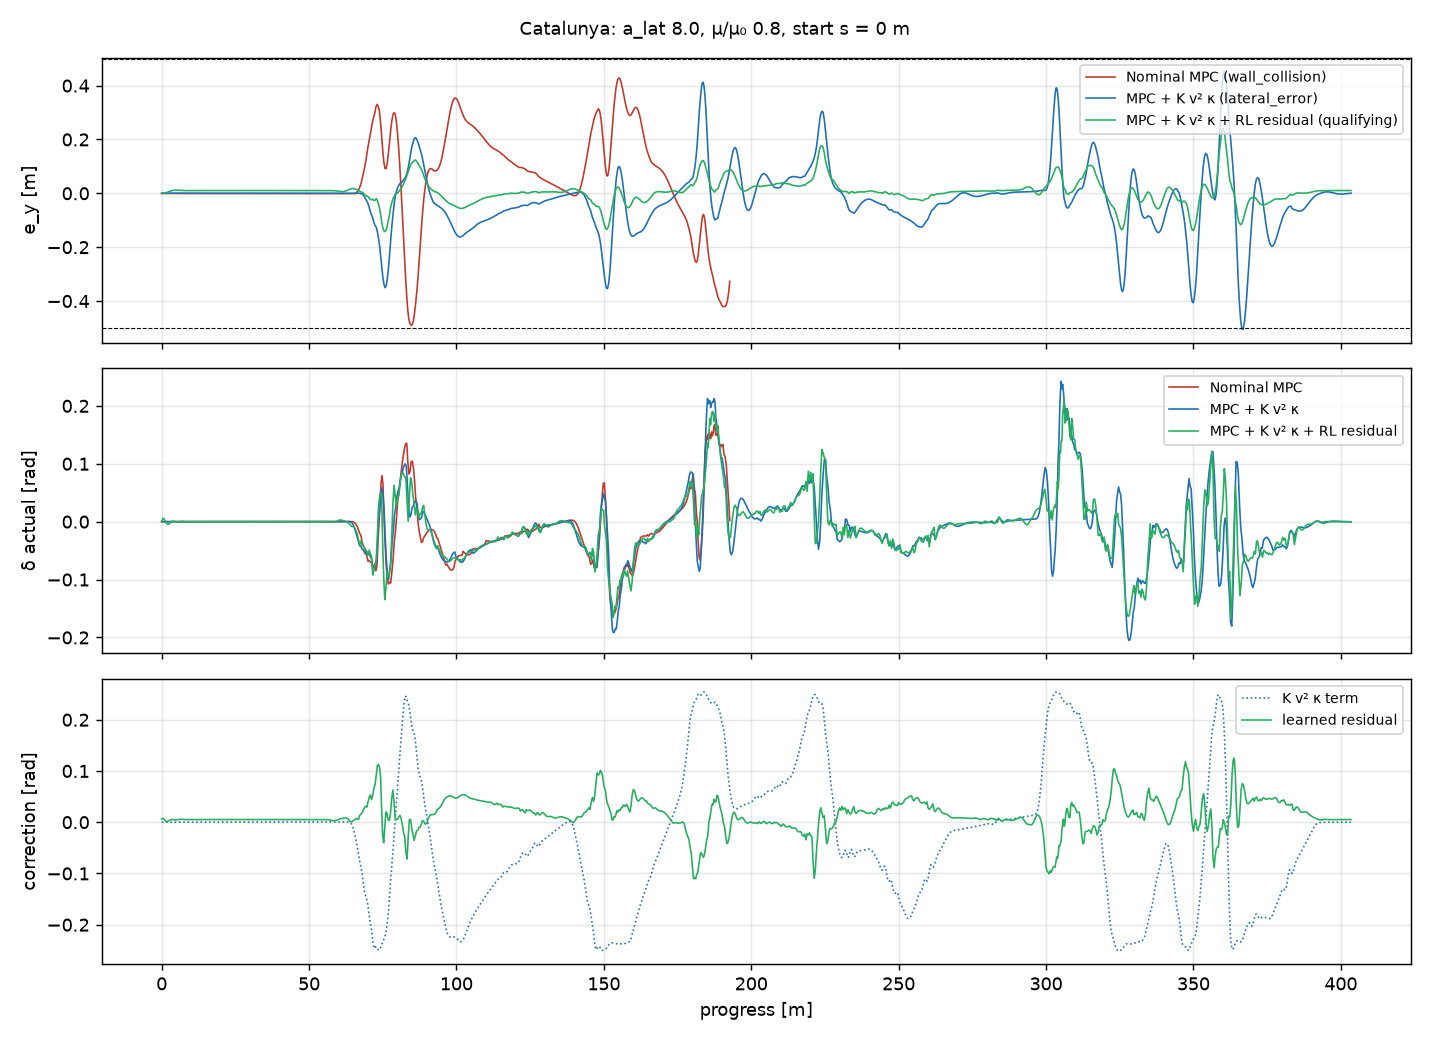 Catalunya: a_lat 8.0, μ/μ₀ 0.8, start s = 0 m
e_y [m]
0.4
0.2
0.0
−0.2
−0.4
Nominal MPC (wall_collision)
MPC + K v² κ (lateral_error)
MPC + K v² κ + RL residual (qualifying)
δ actual [rad]
0.2
0.1
0.0
−0.1
−0.2
Nominal MPC
MPC + K v² κ
MPC + K v² κ + RL residual
correction [rad]
0.2
0.1
0.0
−0.1
−0.2
K v² κ term
learned residual
0 50 100 150 200 250 300 350 400
progress [m]